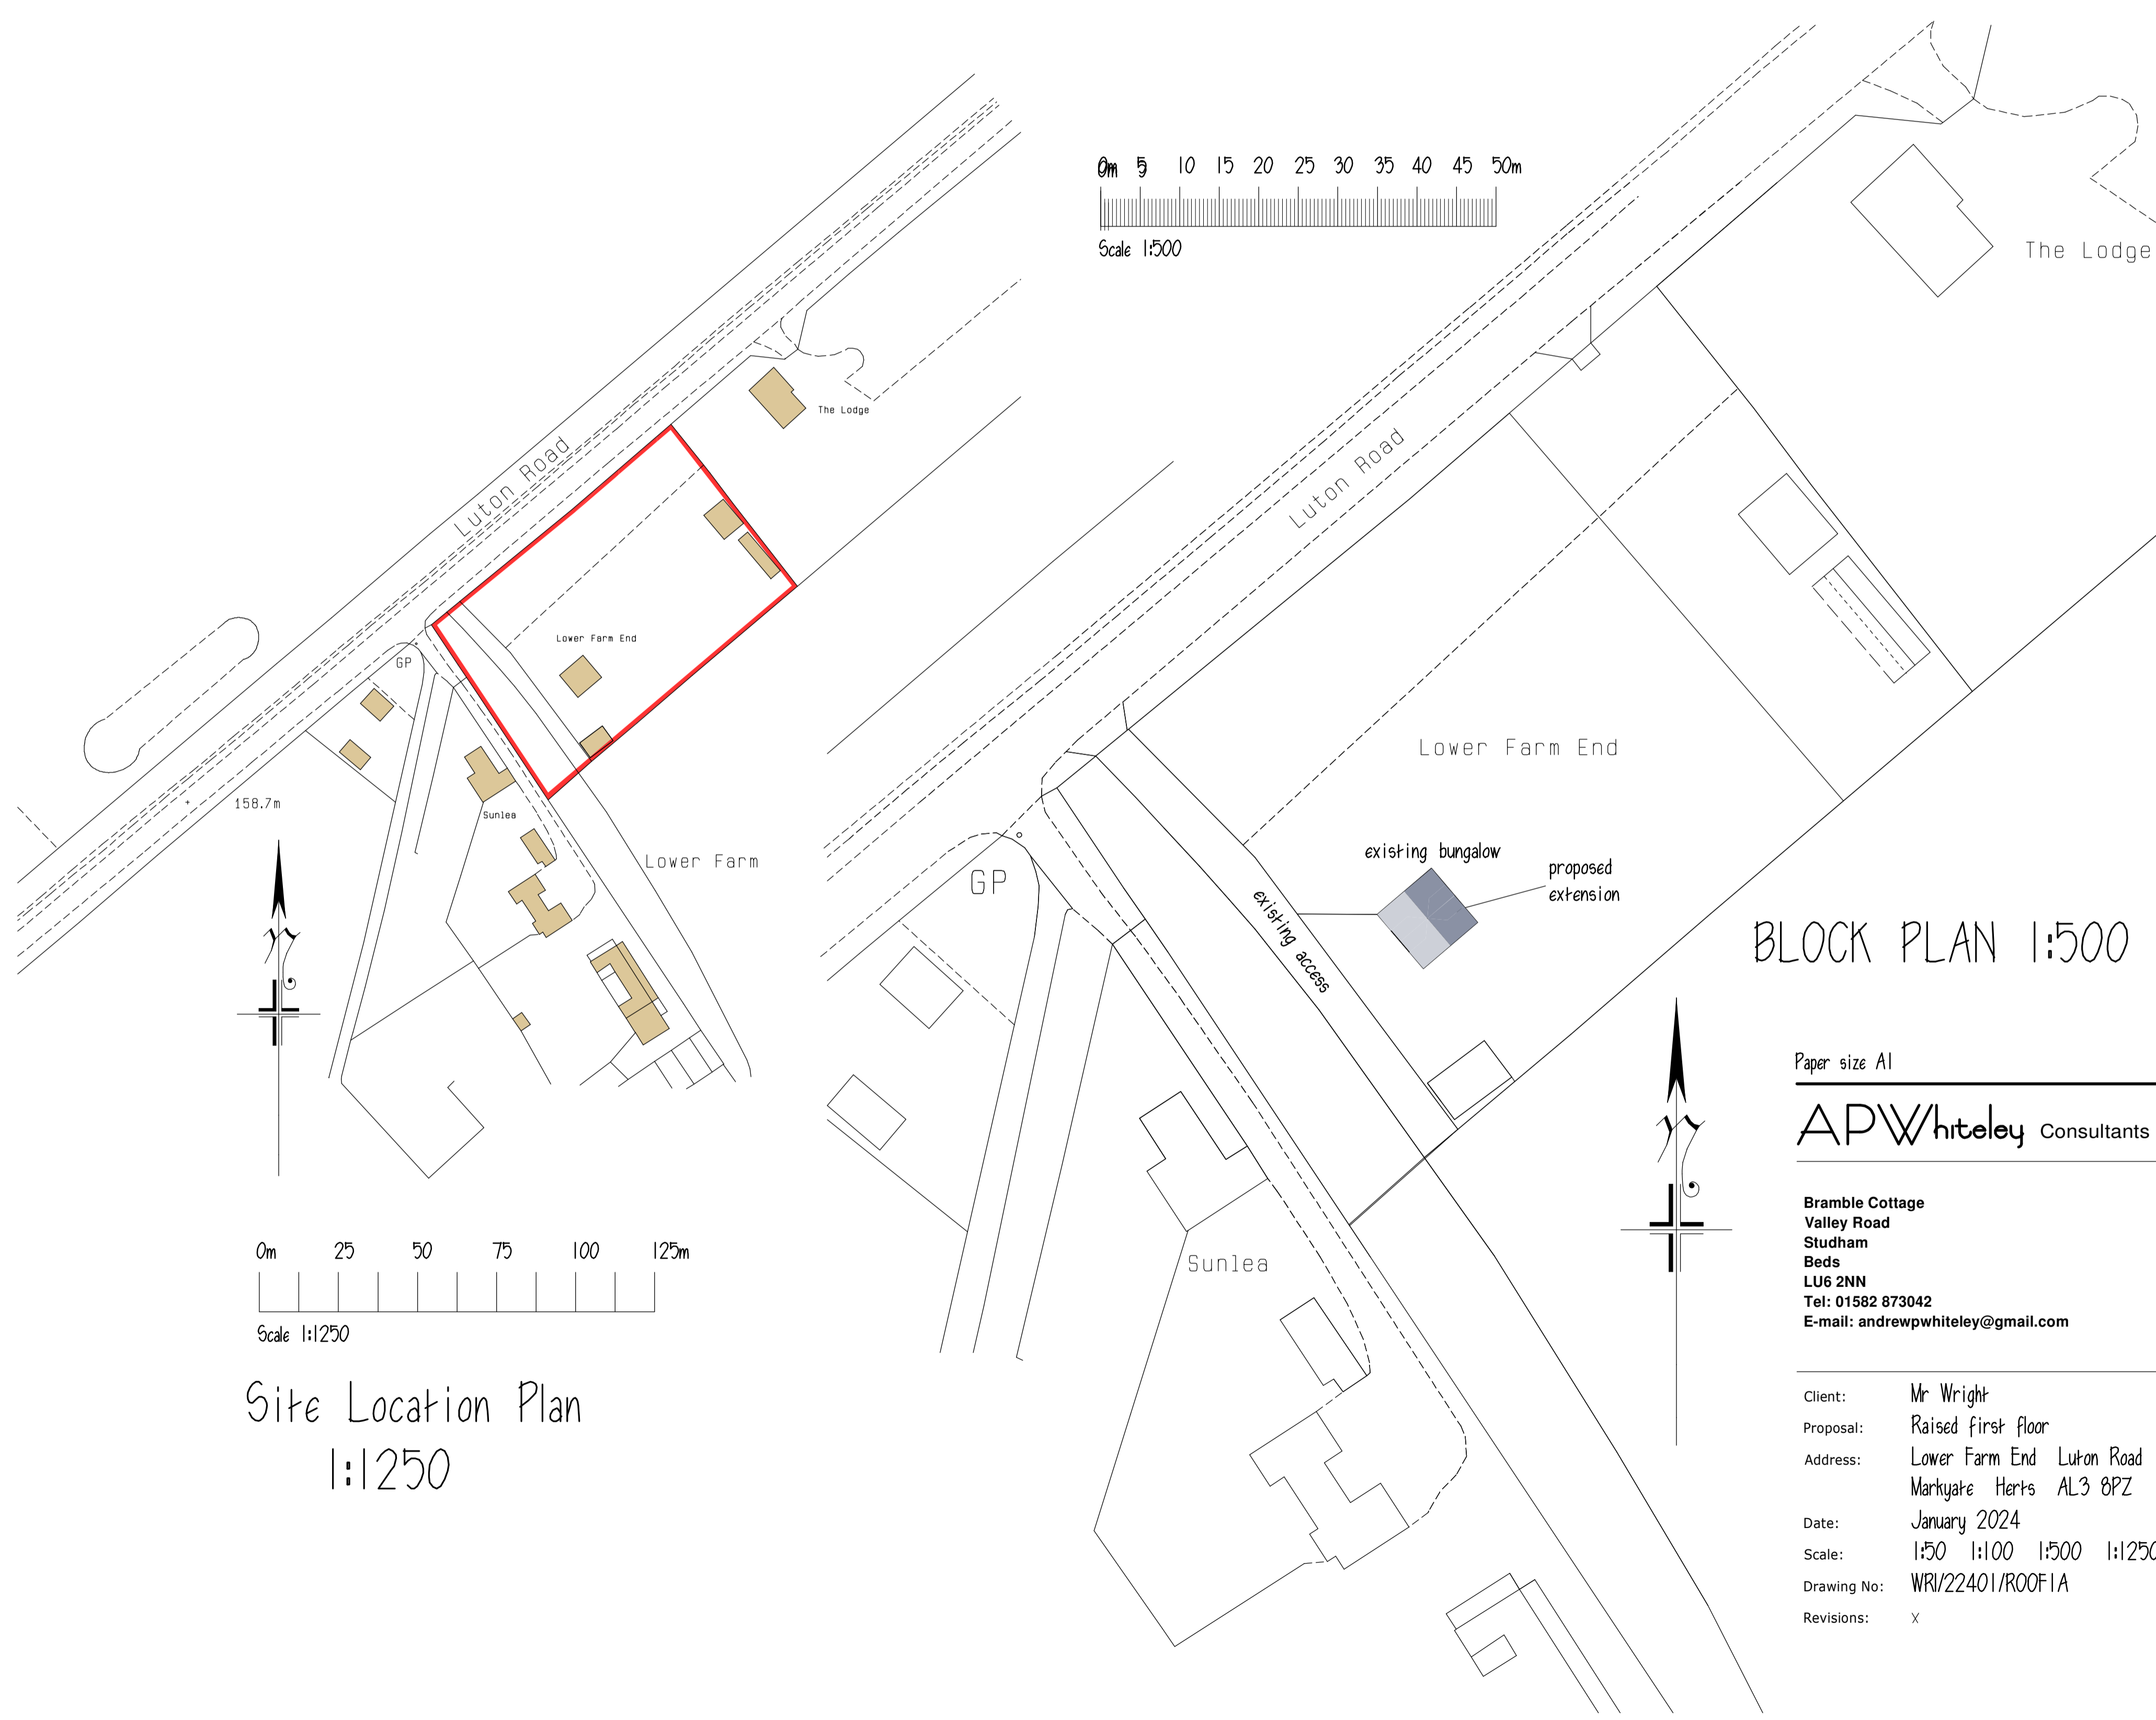 Luton Road
The Lodge
Lower Farm End
GP
158.7m
Sunlea
Lower Farm
0m 25 50 75 100 125m
Scale 1:1250
Site Location Plan
1:1250
0m 5 10 15 20 25 30 35 40 45 50m
Scale 1:500
The Lodge
Luton Road
Lower Farm End
existing bungalow
proposed
extension
existing access
GP
Sunlea
BLOCK PLAN 1:500
Paper size A1
APWhiteley Consultants
Bramble Cottage
Valley Road
Studham
Beds
LU6 2NN
Tel: 01582 873042
E-mail: andrewpwhiteley@gmail.com
Client: Mr Wright
Proposal: Raised first floor
Address: Lower Farm End Luton Road
Markyate Herts AL3 8PZ
Date: January 2024
Scale: 1:50 1:100 1:500 1:1250
Drawing No: WRI/22401/ROOF1A
Revisions: x